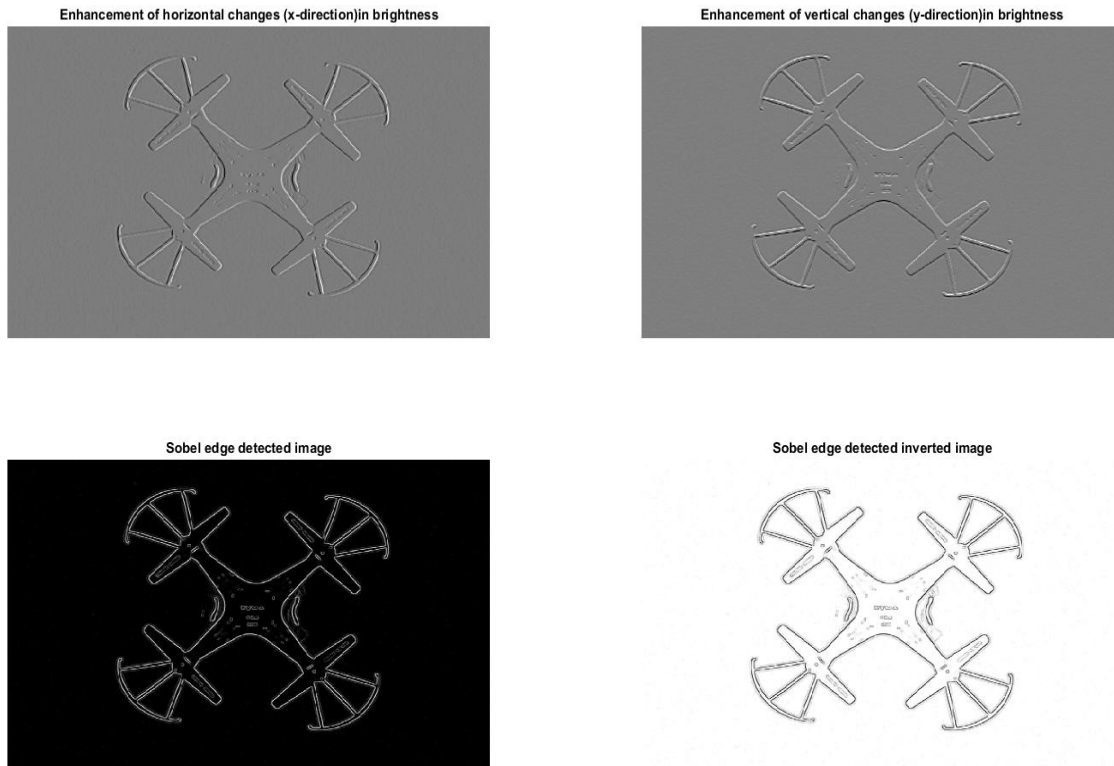 Enhancement of horizontal changes (x-direction)in brightness
Enhancement of vertical changes (y-direction)in brightness
Sobel edge detected image
Sobel edge detected inverted image